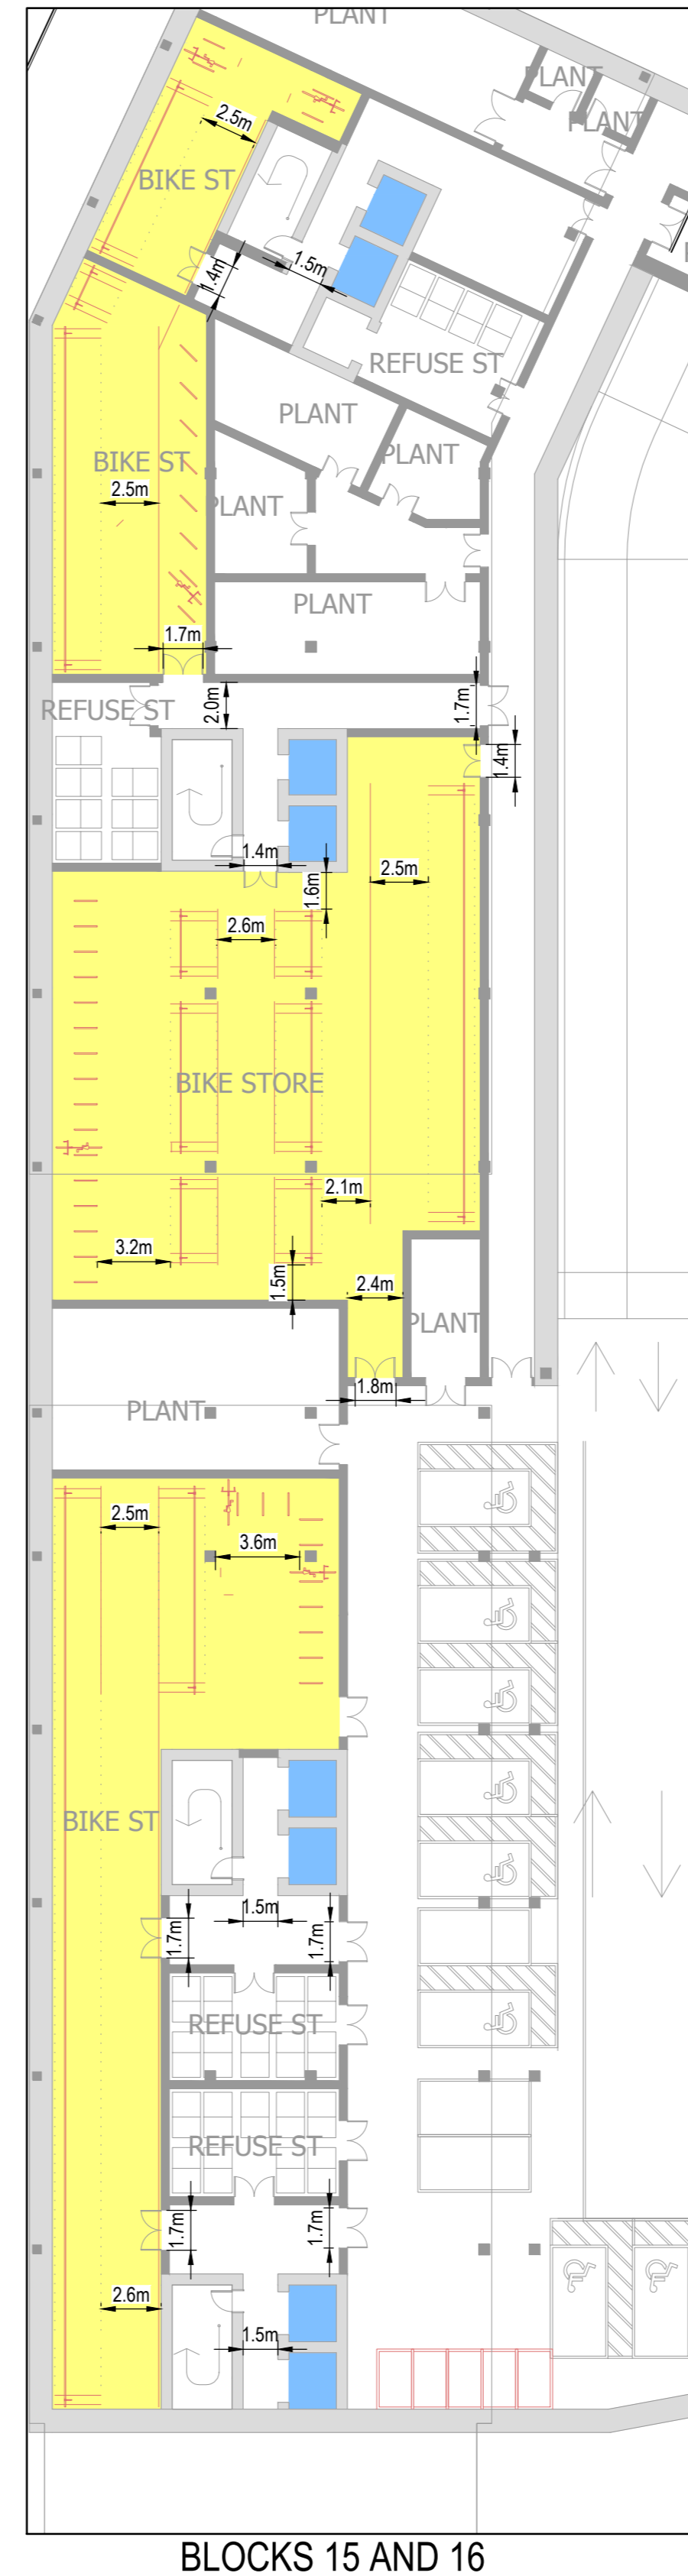 PLANT
PLANT
PLANT
2.5m
BIKE ST
1.5m
1.4m
REFUSE ST
PLANT
PLANT
BIKE ST
2.5m
PLANT
PLANT
1.7m
REFUSE ST
2.0m
1.7m
1.4m
1.4m
1.6m
2.5m
2.6m
BIKE STORE
2.1m
3.2m
1.5m
2.4m
PLANT
1.8m
PLANT
2.5m
3.6m
BIKE ST
1.5m
1.7m
1.7m
REFUSE ST
REFUSE ST
1.7m
1.7m
2.6m
1.5m
BLOCKS 15 AND 16